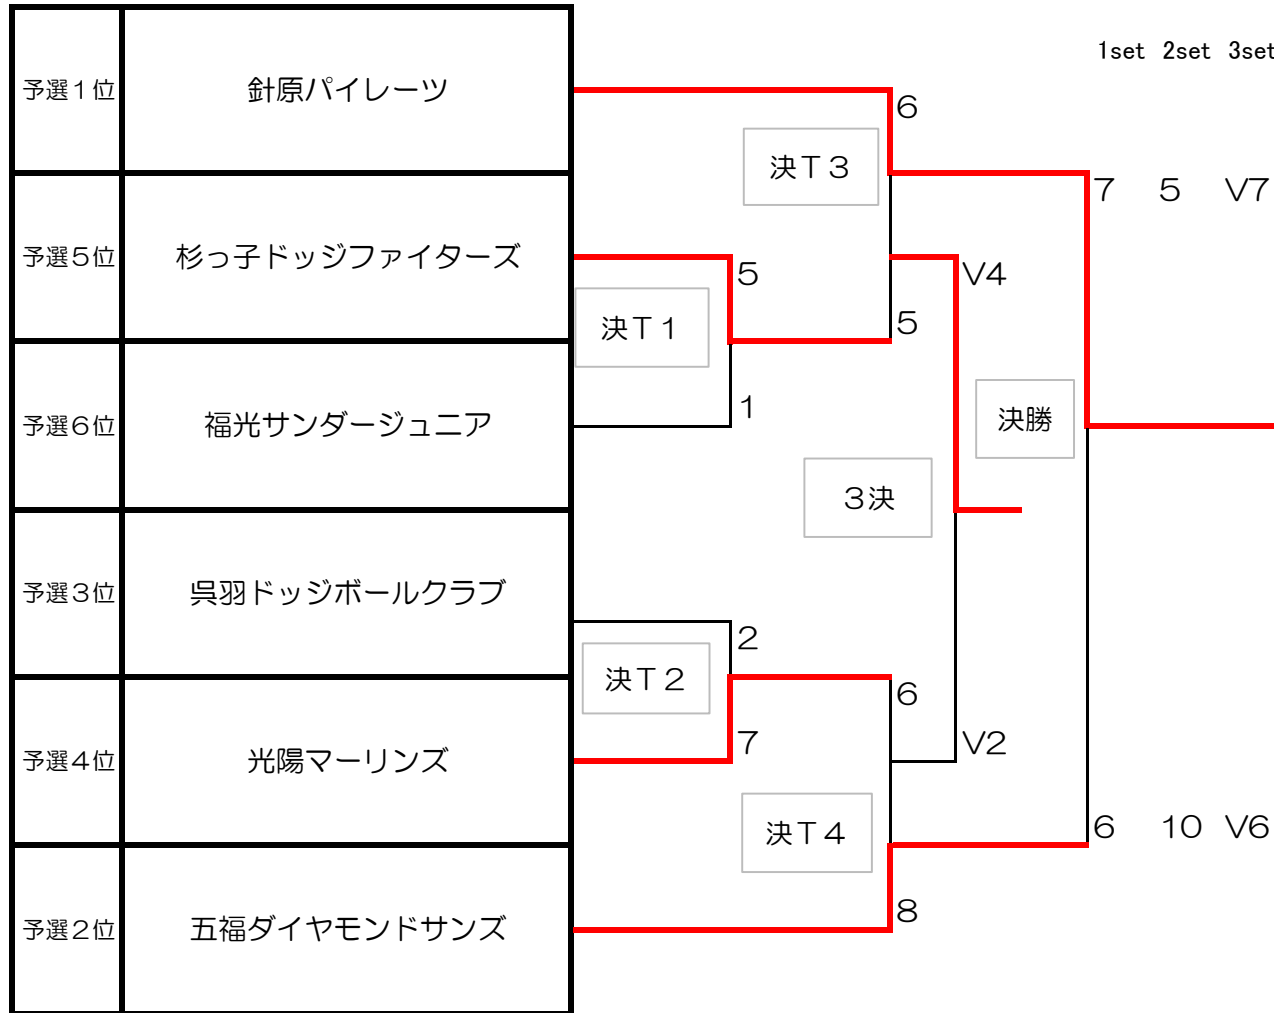 1set 2set 3set
予選１位 針原パイレーツ
6
決Ｔ３
7 5 V7
予選５位 杉っ子ドッジファイターズ
5
V4
決Ｔ１
5
予選６位 福光サンダージュニア
1
決勝
3決
予選３位 呉羽ドッジボールクラブ
2
決Ｔ２
6
予選４位 光陽マーリンズ
7
V2
決Ｔ４
6 10 V6
予選２位 五福ダイヤモンドサンズ
8